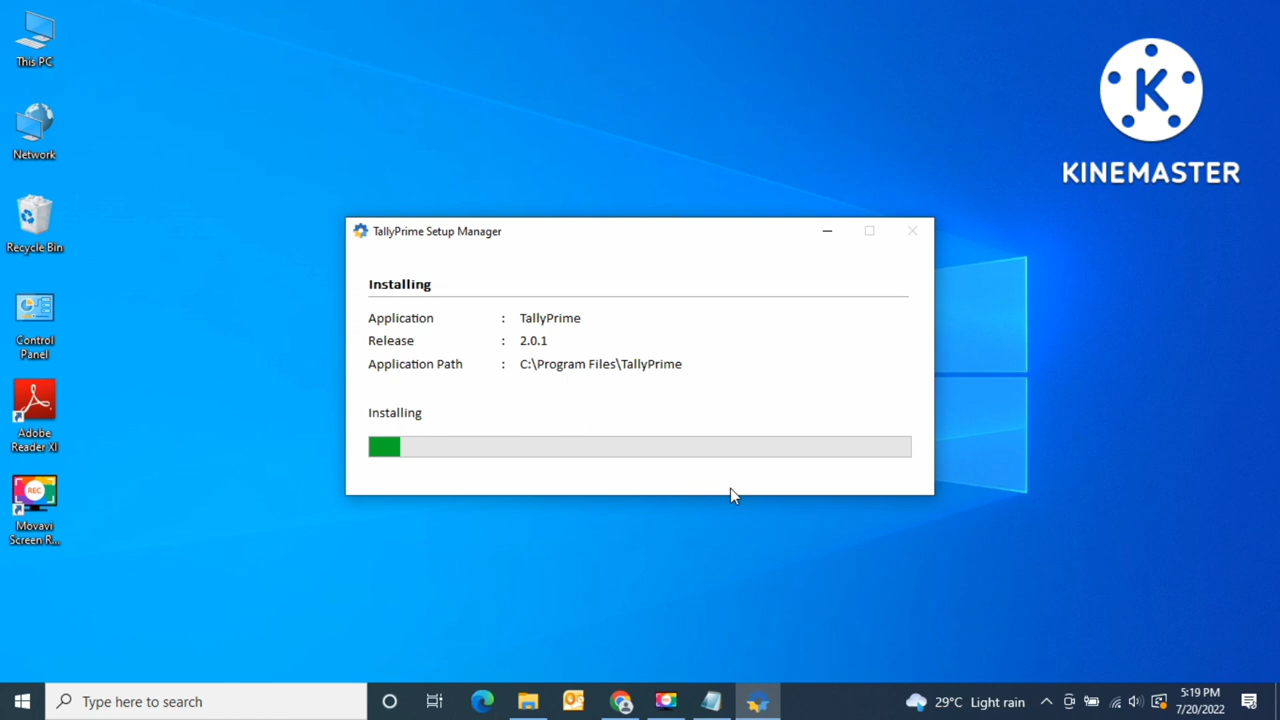 This PC
Network
Recycle Bin
Control
Panel
Adobe
Reader XI
REC
Movavi
Screen R...
K
KINEMASTER
TallyPrime Setup Manager
Installing
Application : TallyPrime
Release : 2.0.1
Application Path : C:\Program Files\TallyPrime
Installing
Type here to search
29°C Light rain
5:19 PM
7/20/2022